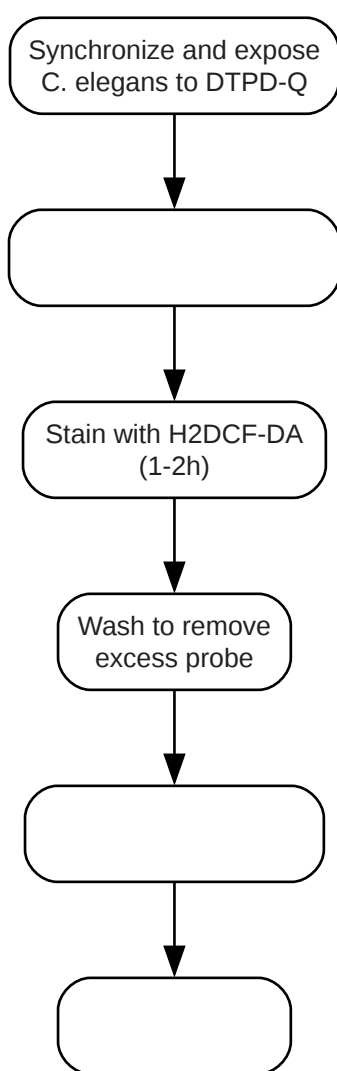 Synchronize and expose
C. elegans to DTPD-Q
Stain with H2DCF-DA
(1-2h)
Wash to remove
excess probe